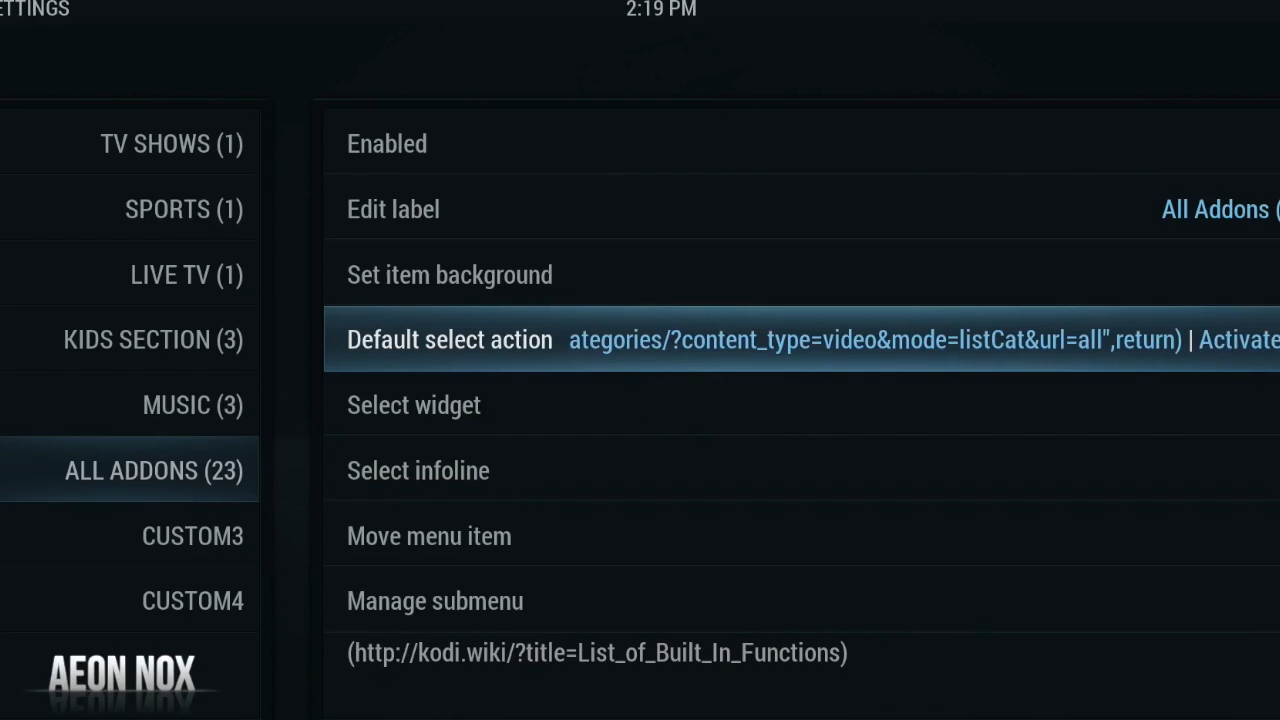 ETTINGS
2:19 PM
TV SHOWS (1)
SPORTS (1)
LIVE TV (1)
KIDS SECTION (3)
MUSIC (3)
ALL ADDONS (23)
CUSTOM3
CUSTOM4
AEON NOX
Enabled
Edit label All Addons (
Set item background
Default select action ategories/?content_type=video&mode=listCat&url=all",return) | Activate
Select widget
Select infoline
Move menu item
Manage submenu
(http://kodi.wiki/?title=List_of_Built_In_Functions)